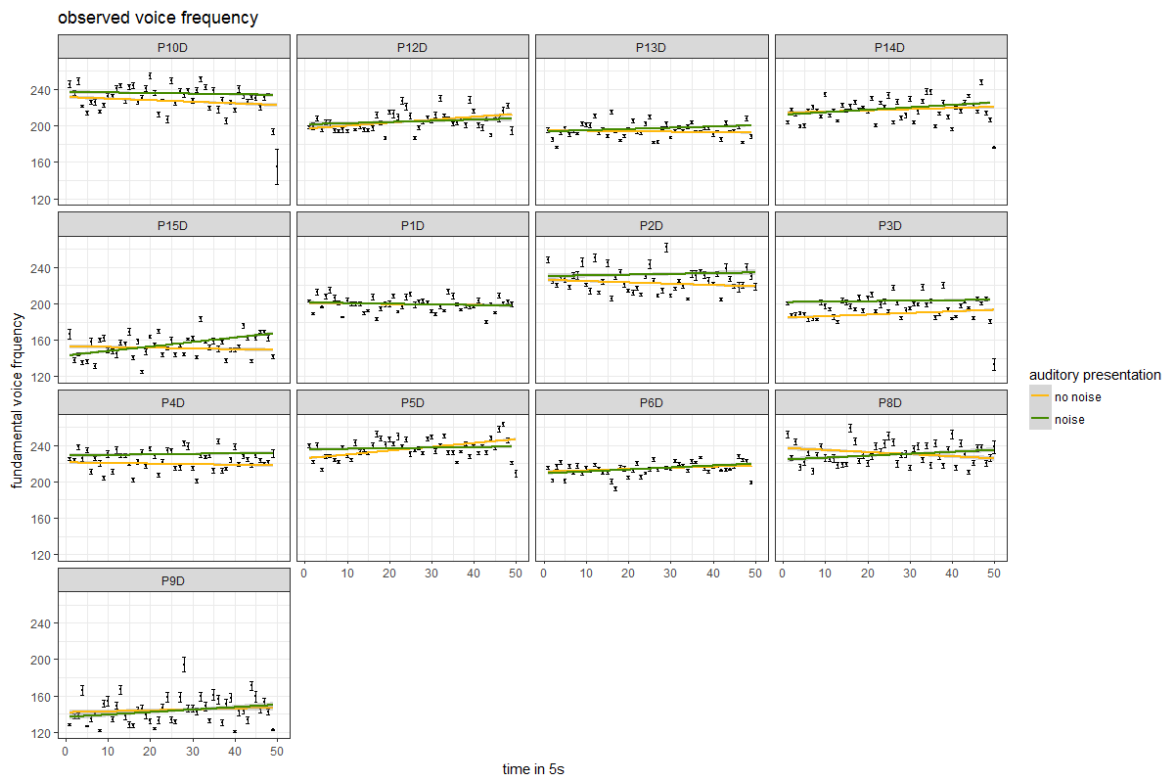 observed voice frequency
P10D P12D P13D P14D
240
200
160
120
P15D P1D P2D P3D
240
200
160
120
P4D P5D P6D P8D
240
200
160
120
0 10 20 30 40 50 0 10 20 30 40 50 0 10 20 30 40 50
P9D
240
200
160
120
0 10 20 30 40 50
time in 5s
fundamental voice frquency
auditory presentation
no noise
noise